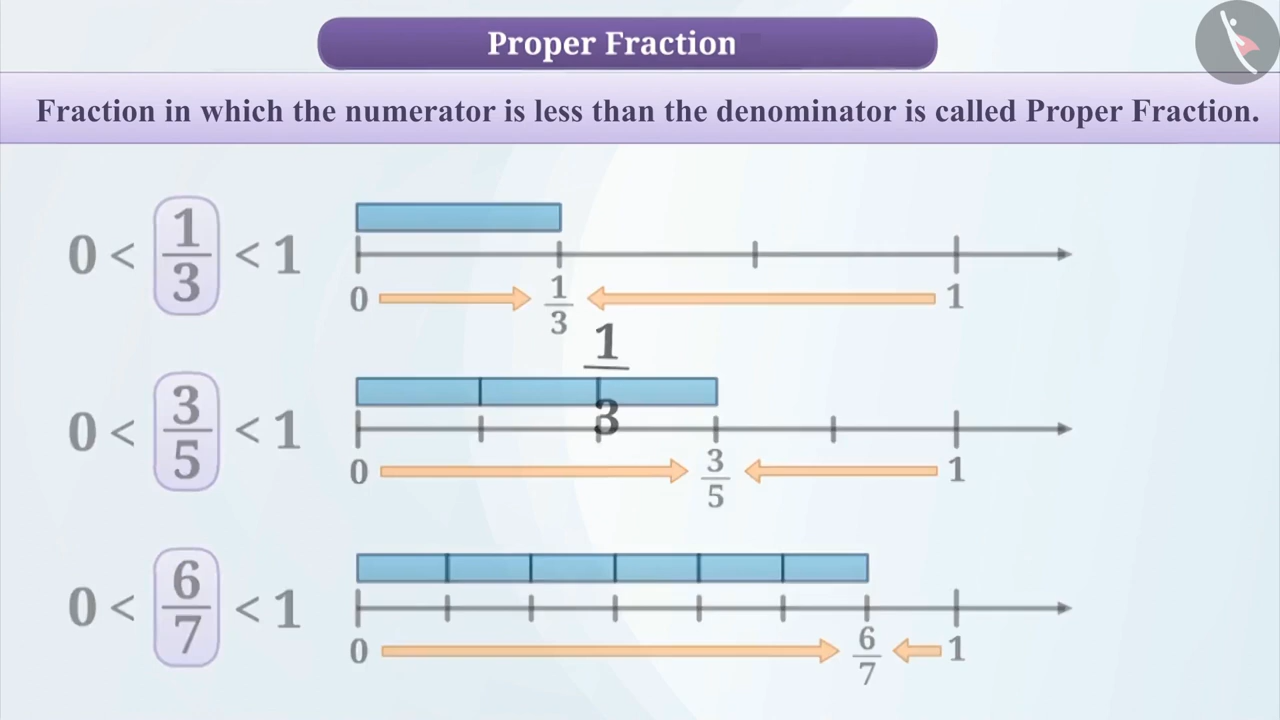 Proper Fraction
Fraction in which the numerator is less than the denominator is called Proper Fraction.
0 < 1/3 < 1
0 1/3 1
1/3
0 < 3/5 < 1
0 3/5 1
0 < 6/7 < 1
0 6/7 1